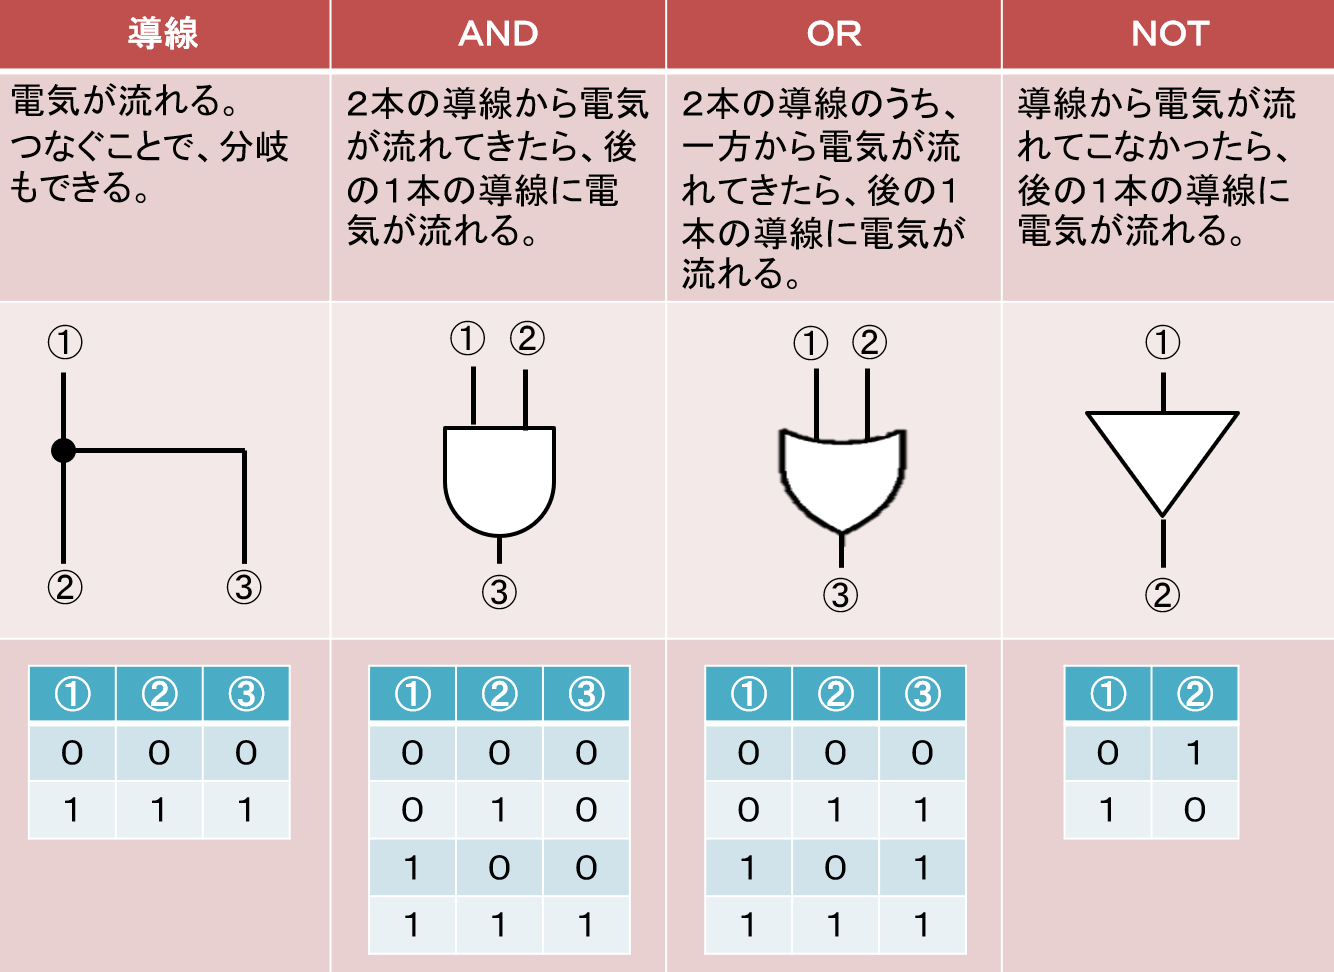 導線
AND
OR
NOT
電気が流れる。
つなぐことで、分岐
もできる。
2本の導線から電気
が流れてきたら、後
の1本の導線に電
気が流れる。
2本の導線のうち、
一方から電気が流
れてきたら、後の1
本の導線に電気が
流れる。
導線から電気が流
れてこなかったら、
後の1本の導線に
電気が流れる。
①
②
③
① ②
③
① ②
③
①
②
① ② ③
0 0 0
1 1 1
① ② ③
0 0 0
0 1 0
1 0 0
1 1 1
① ② ③
0 0 0
0 1 1
1 0 1
1 1 1
① ②
0 1
1 0